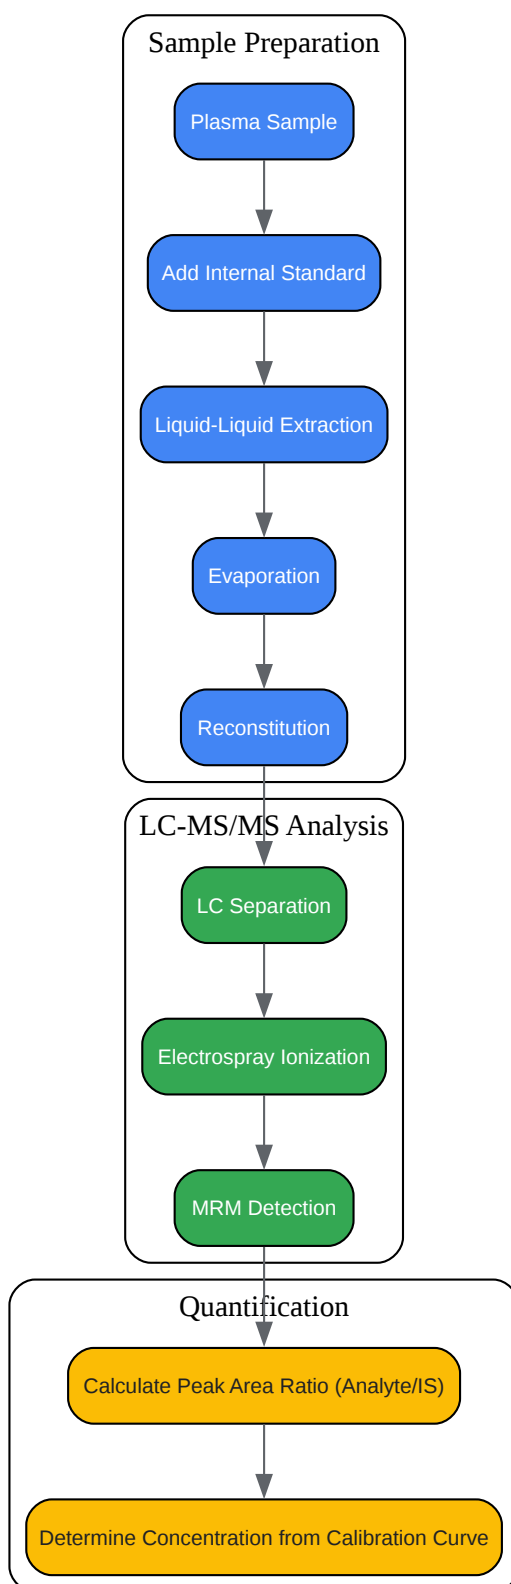 Sample Preparation
Plasma Sample
Add Internal Standard
Liquid-Liquid Extraction
Evaporation
Reconstitution
LC-MS/MS Analysis
LC Separation
Electrospray Ionization
MRM Detection
Quantification
Calculate Peak Area Ratio (Analyte/IS)
Determine Concentration from Calibration Curve